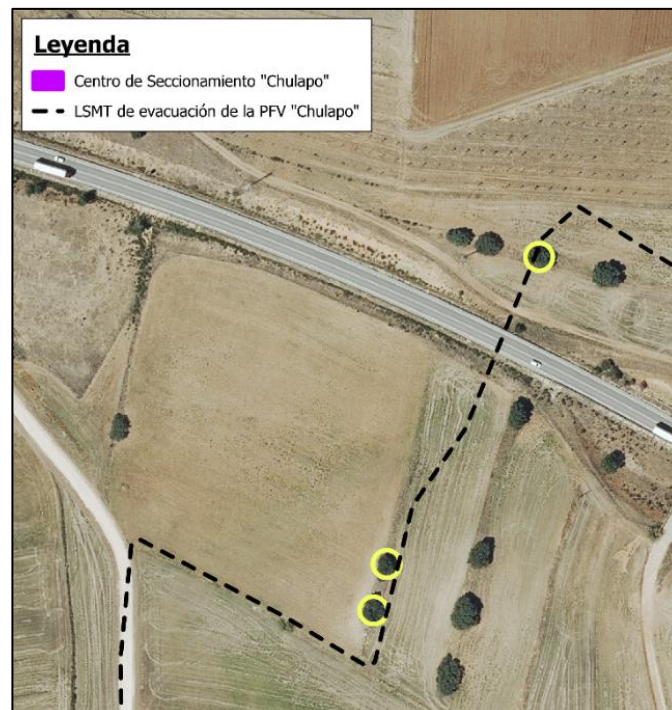 Leyenda
Centro de Seccionamiento "Chulapo"
LSMT de evacuación de la PFV "Chulapo"